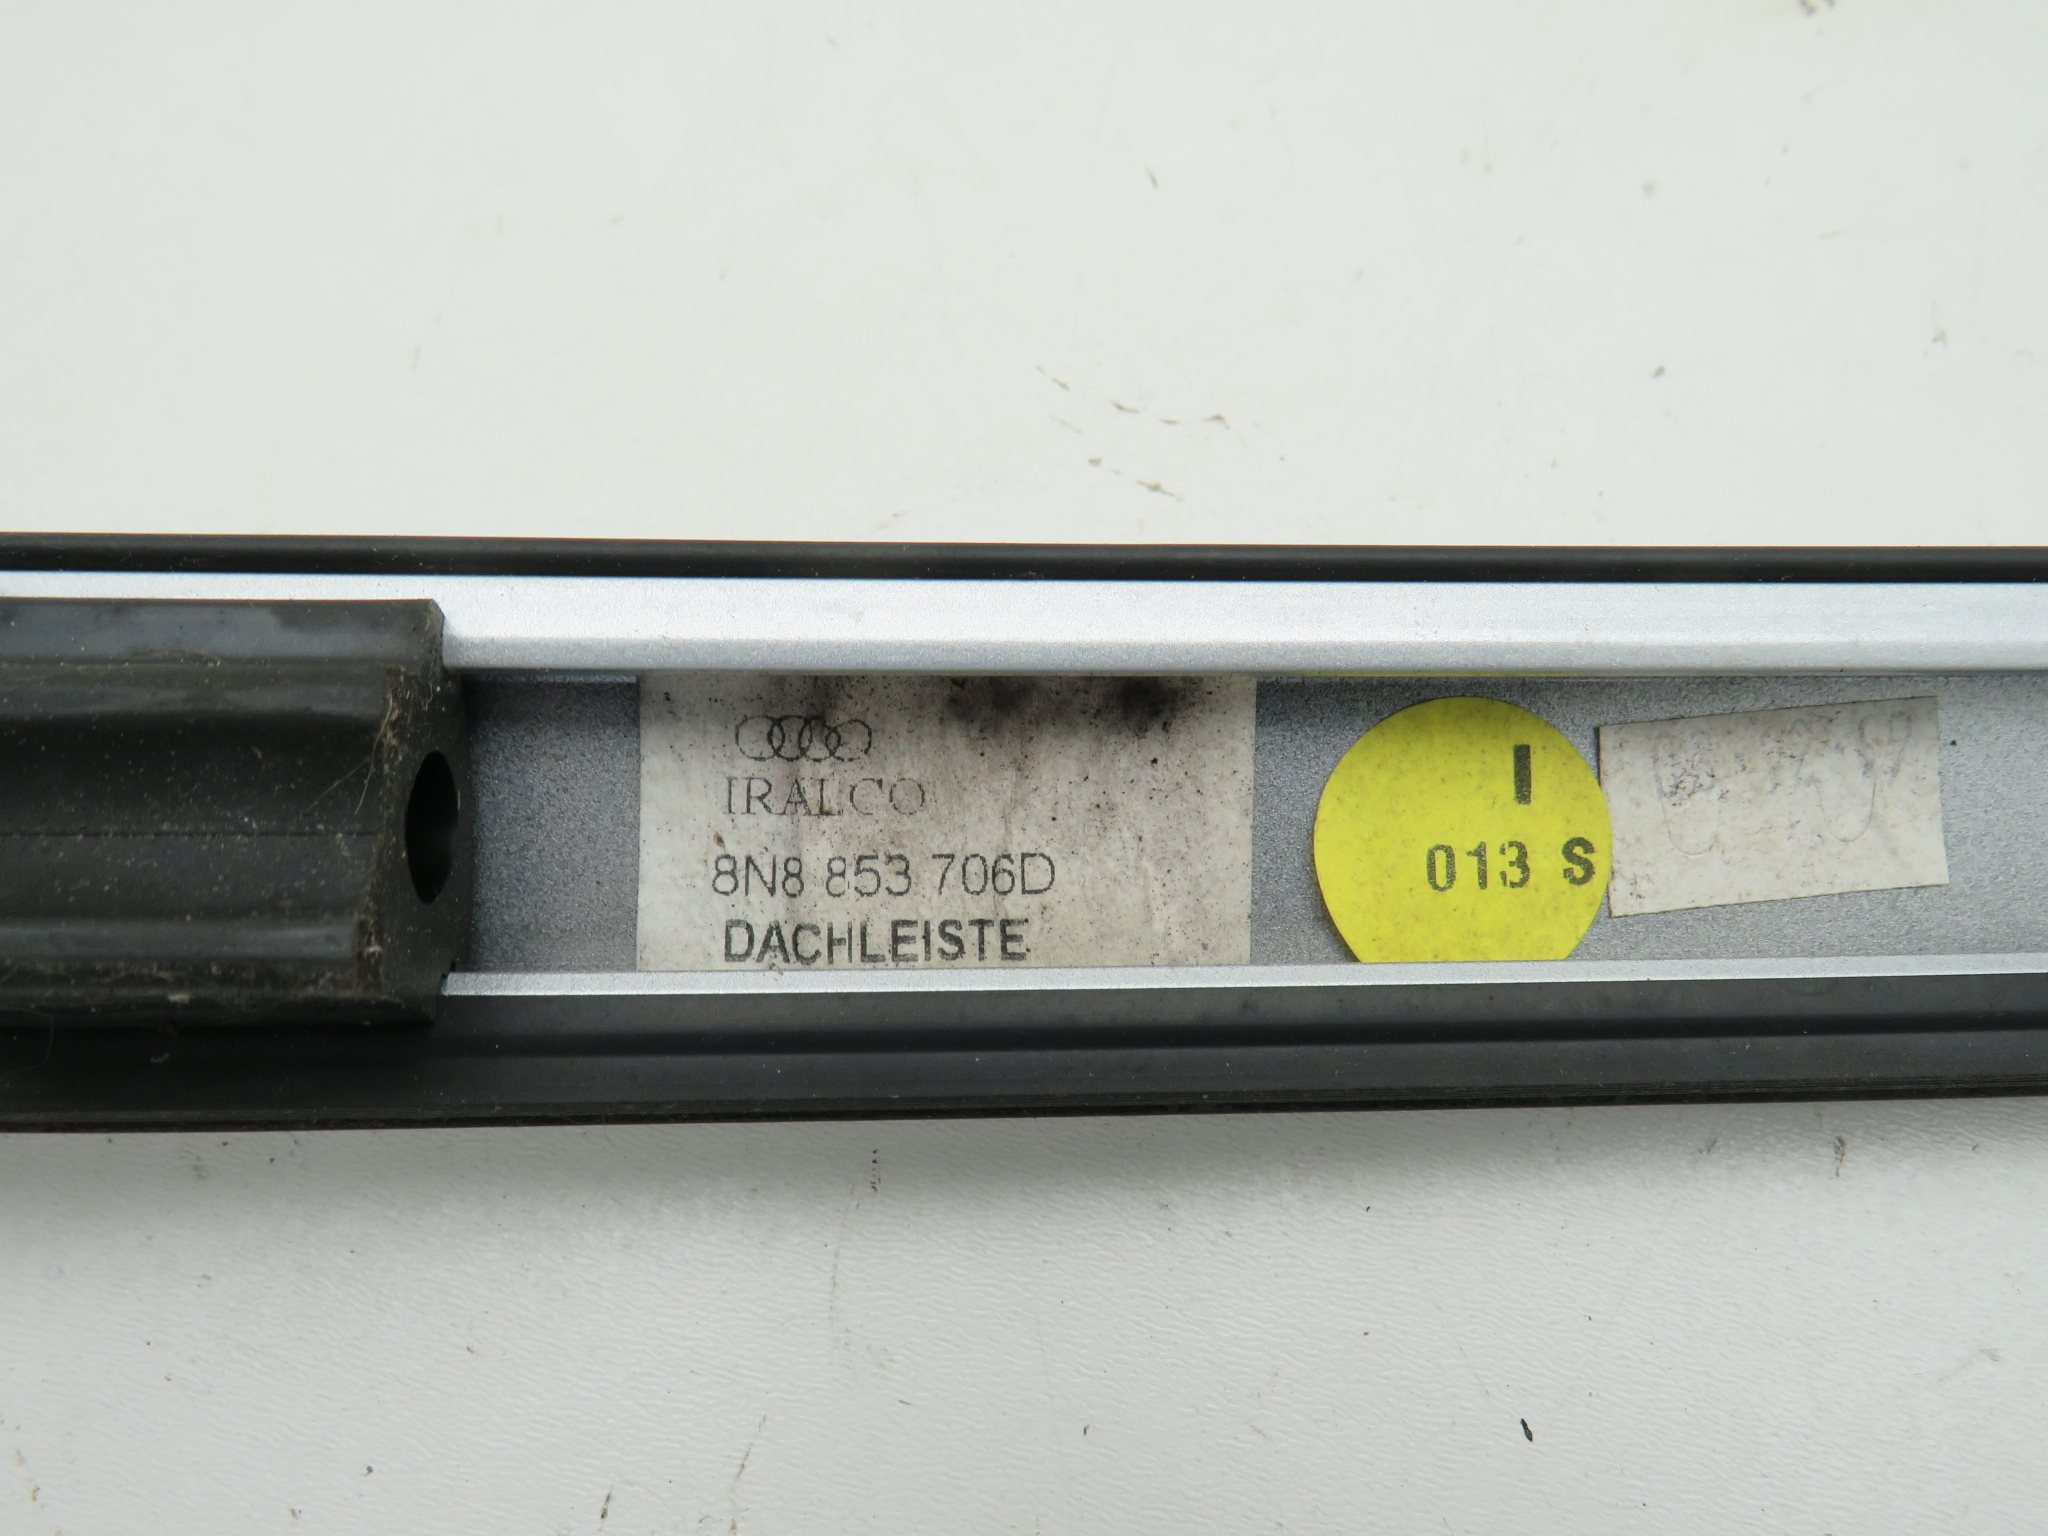 IRALCO
8N8 853 706D
DACHLEISTE
I
013 S